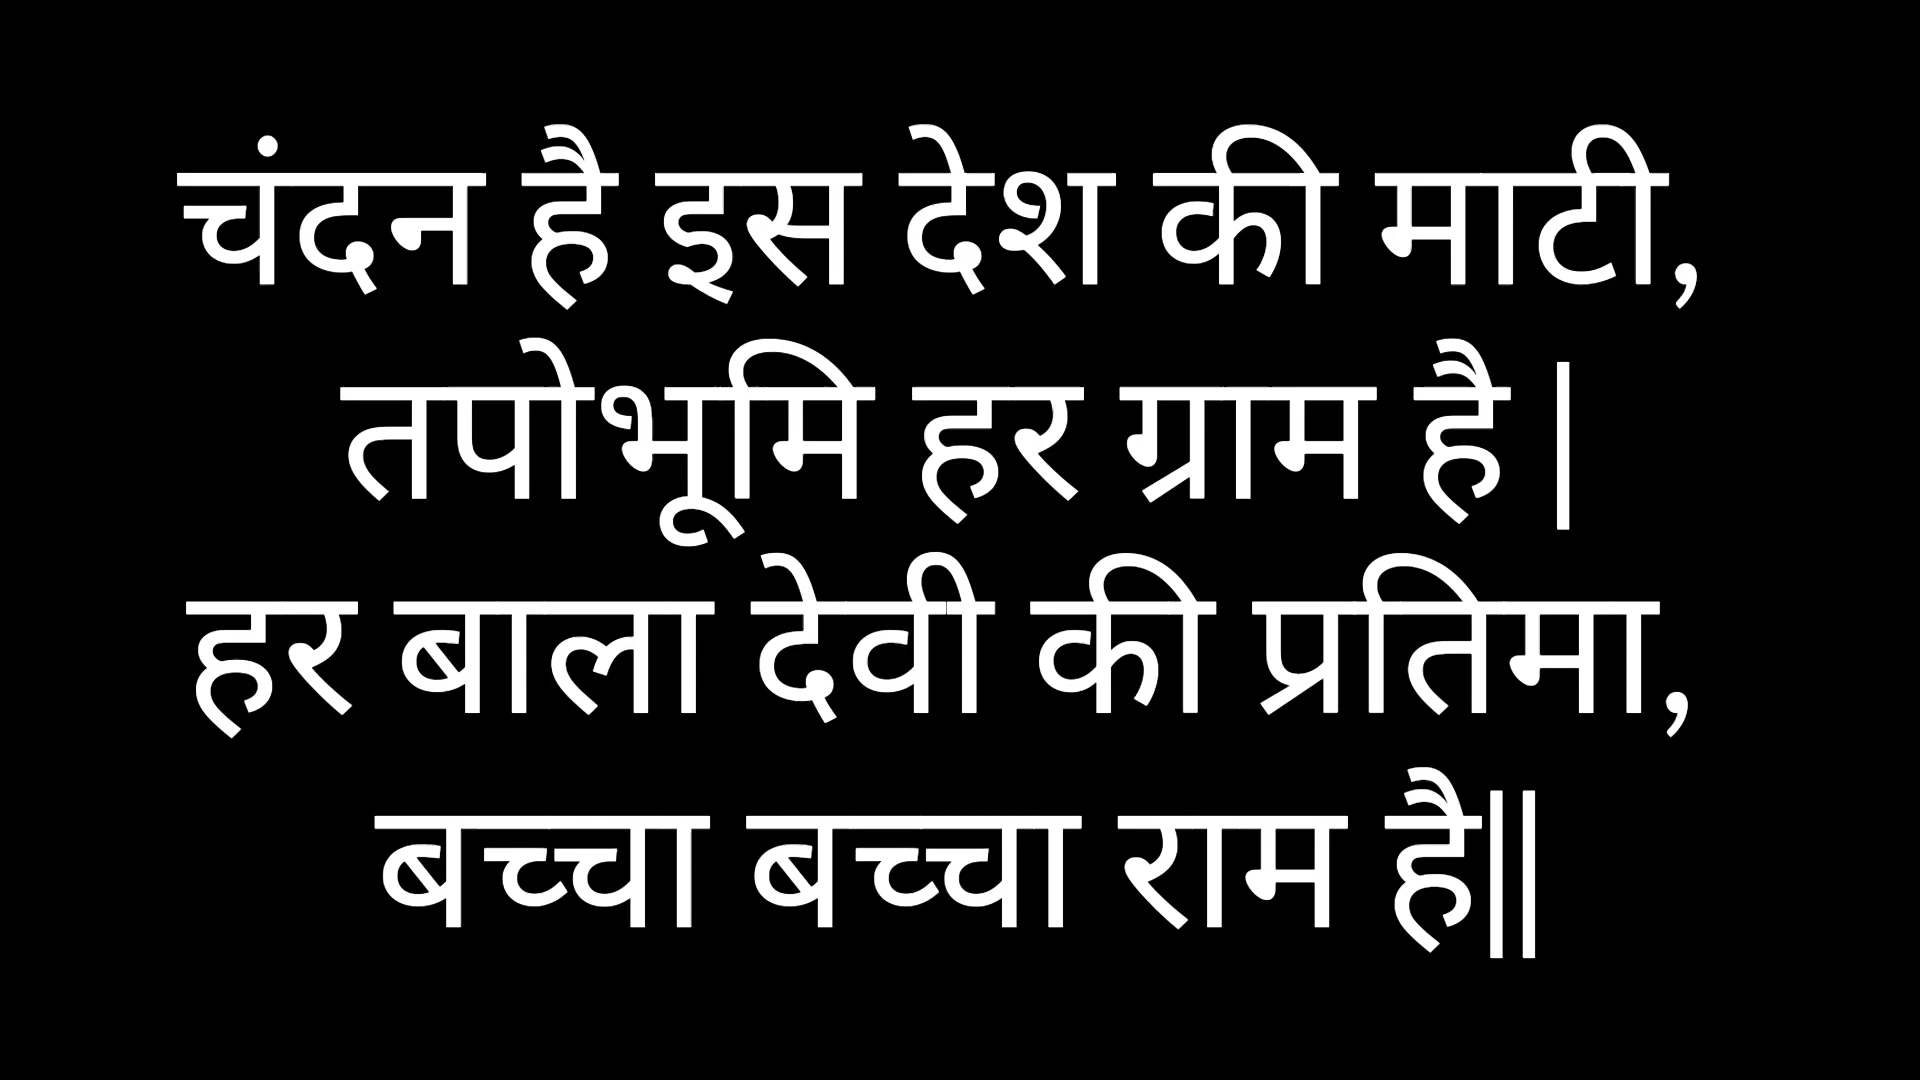 चंदन है इस देश की माटी,
तपोभूमि हर ग्राम है |
हर बाला देवी की प्रतिमा,
बच्चा बच्चा राम है||